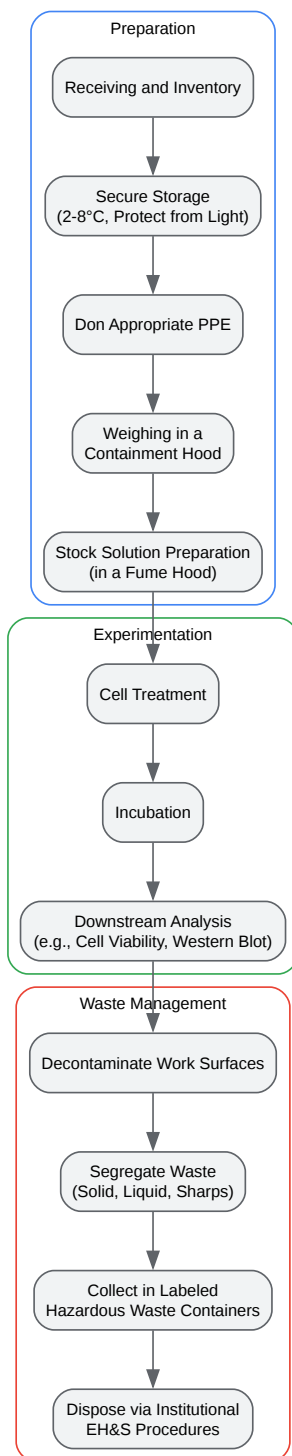 Preparation
Receiving and Inventory
Secure Storage
(2-8°C, Protect from Light)
Don Appropriate PPE
Weighing in a
Containment Hood
Stock Solution Preparation
(in a Fume Hood)
Experimentation
Cell Treatment
Incubation
Downstream Analysis
(e.g., Cell Viability, Western Blot)
Waste Management
Decontaminate Work Surfaces
Segregate Waste
(Solid, Liquid, Sharps)
Collect in Labeled
Hazardous Waste Containers
Dispose via Institutional
EH&S Procedures